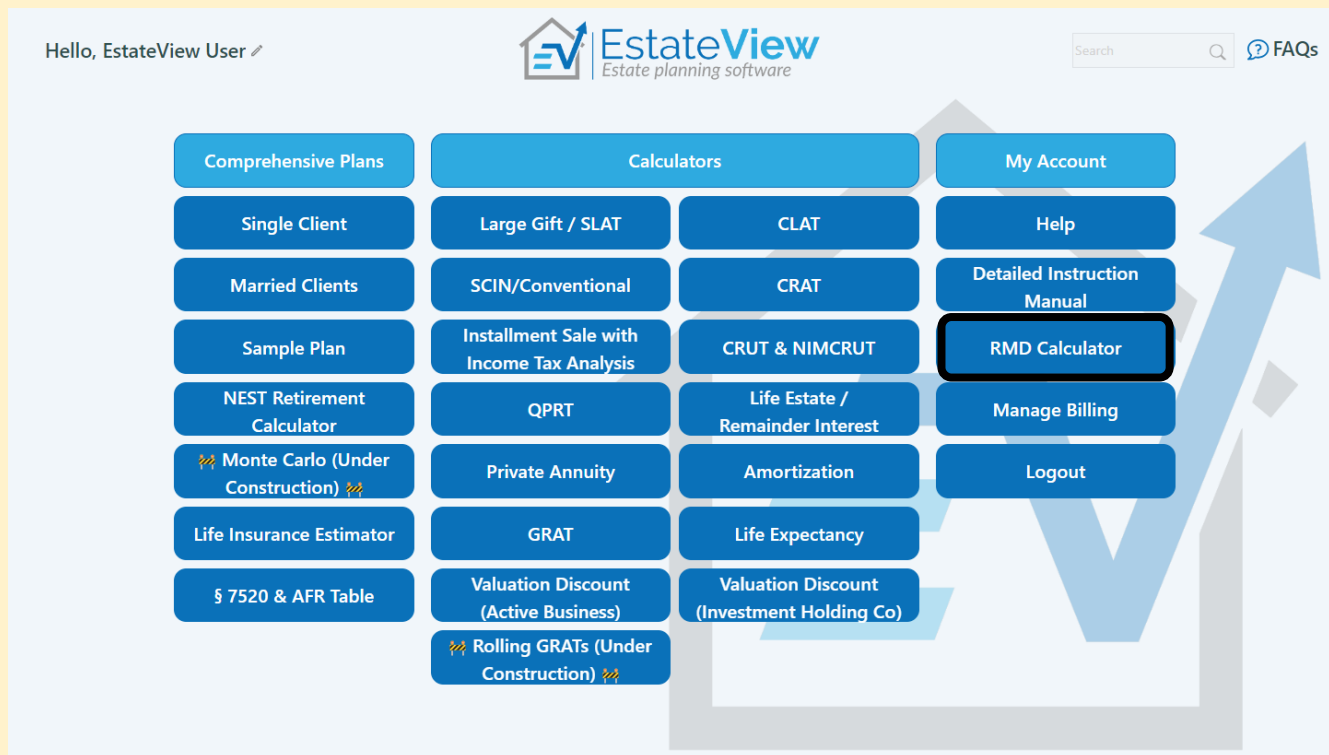 Hello, EstateView User
EstateView
Estate planning software
Search
FAQs
Comprehensive Plans
Single Client
Married Clients
Sample Plan
NEST Retirement
Calculator
Monte Carlo (Under
Construction)
Life Insurance Estimator
§ 7520 & AFR Table
Calculators
Large Gift / SLAT
SCIN/Conventional
Installment Sale with
Income Tax Analysis
QPRT
Private Annuity
GRAT
Valuation Discount
(Active Business)
Rolling GRATs (Under
Construction)
CLAT
CRAT
CRUT & NIMCRUT
Life Estate /
Remainder Interest
Amortization
Life Expectancy
Valuation Discount
(Investment Holding Co)
My Account
Help
Detailed Instruction
Manual
RMD Calculator
Manage Billing
Logout